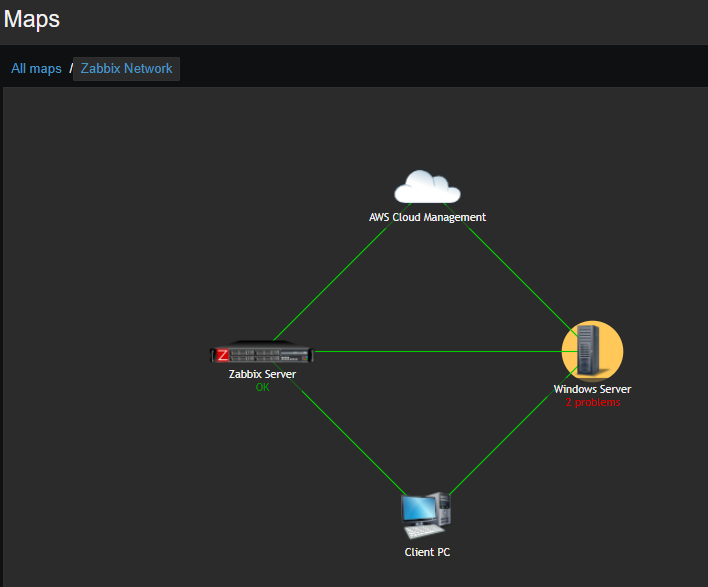 Maps
All maps / Zabbix Network
AWS Cloud Management
Z
Zabbix Server
OK
Windows Server
2 problems
Client PC